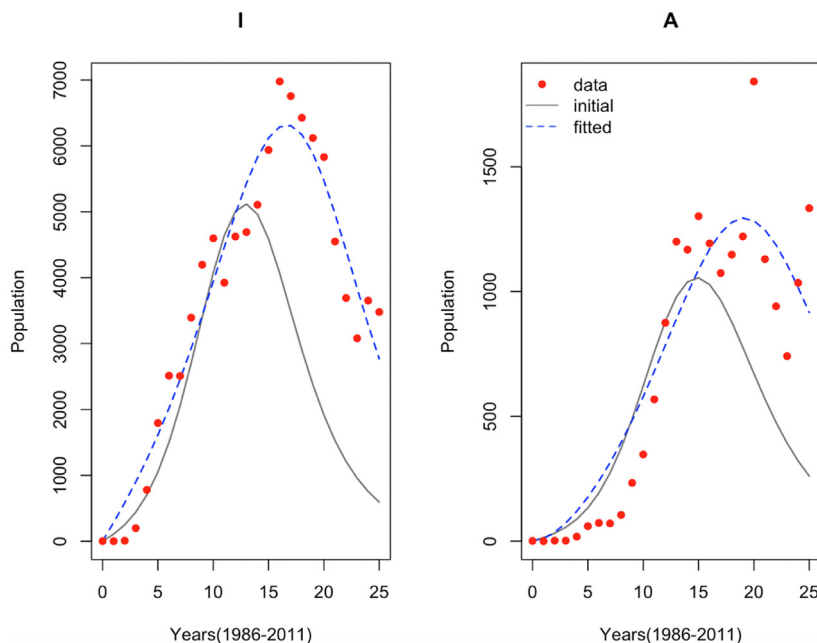 I
Population
7000
6000
5000
4000
3000
2000
1000
0
0 5 10 15 20 25
Years(1986-2011)
A
data
initial
fitted
Population
1500
1000
500
0
0 5 10 15 20 25
Years(1986-2011)